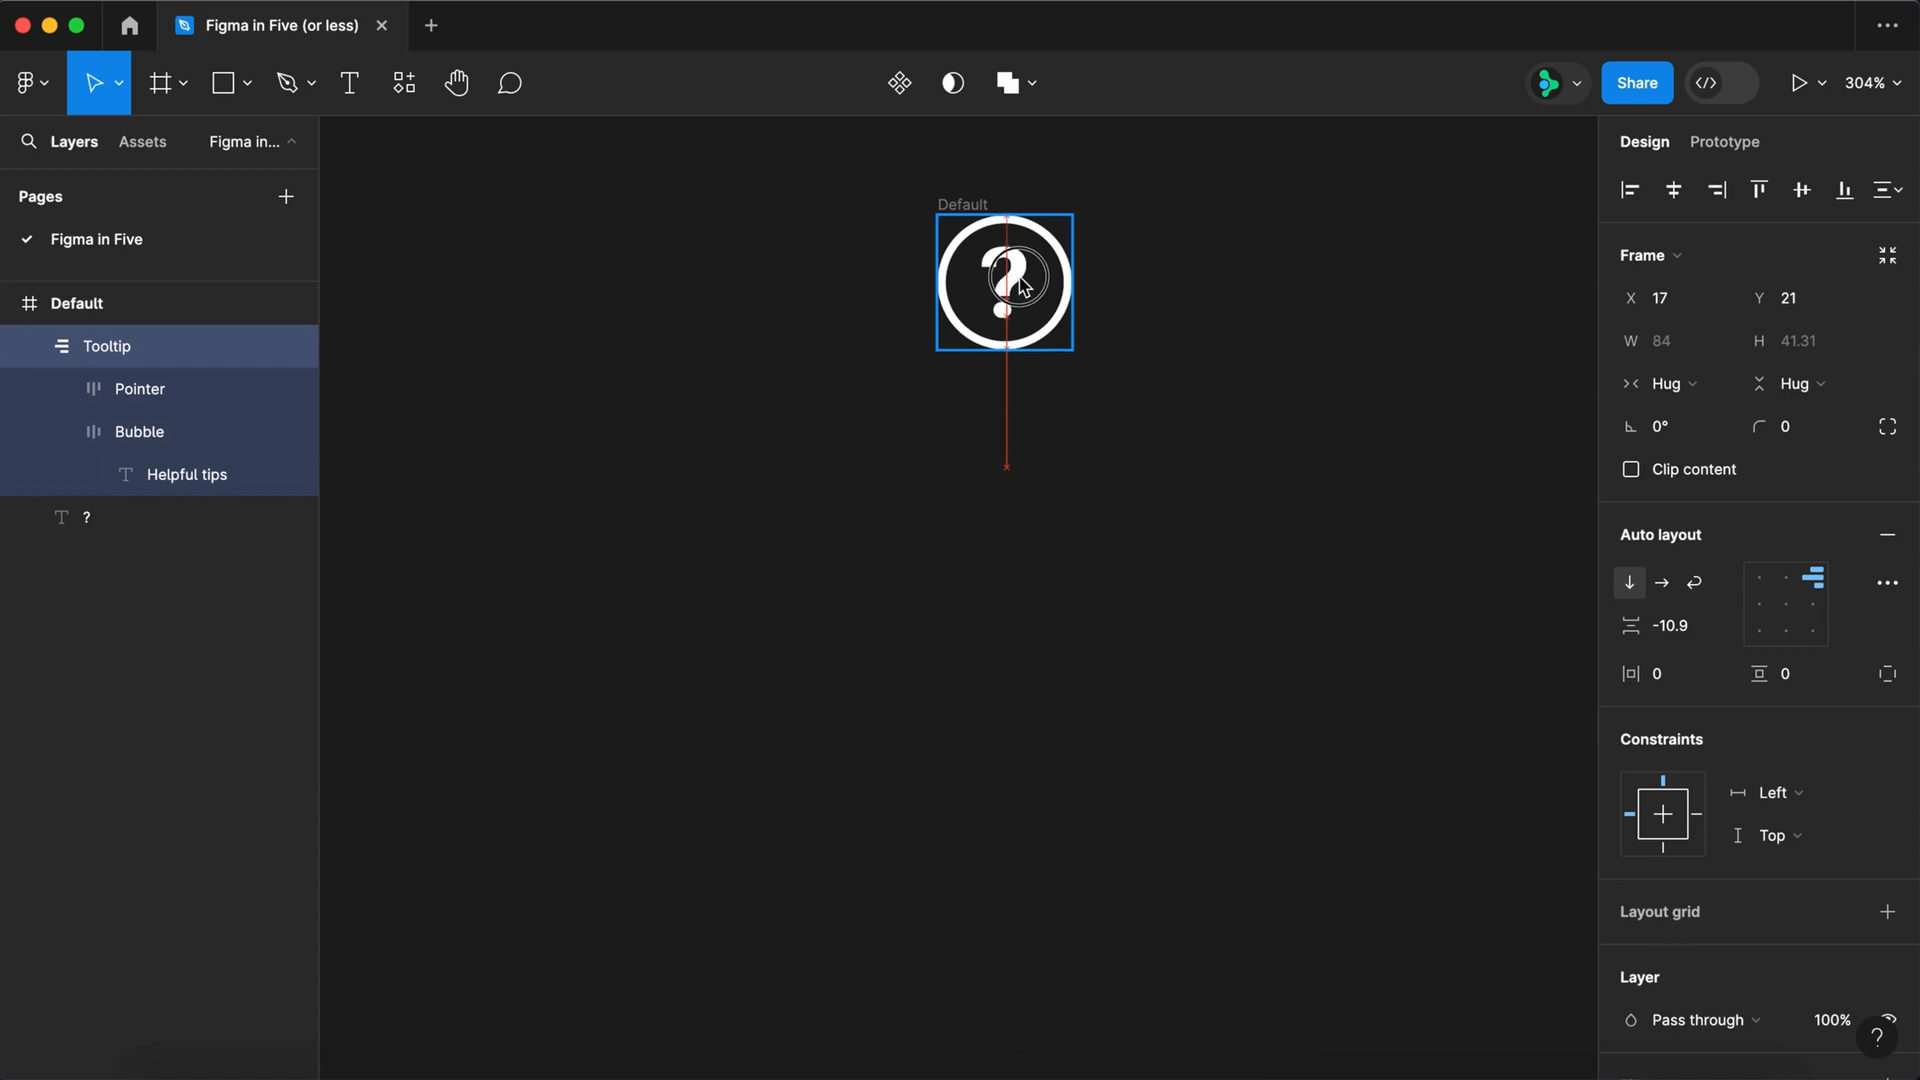 Figma in Five (or less)
Share
304%
Layers
Assets
Figma in...
Design
Prototype
Pages
Figma in Five
Default
Tooltip
Pointer
Bubble
Helpful tips
T ?
Default
?
Frame
X 17
Y 21
W 84
H 41.31
Hug
Hug
0°
0
Clip content
Auto layout
-10.9
0
0
Constraints
Left
Top
Layout grid
Layer
Pass through
100%
?